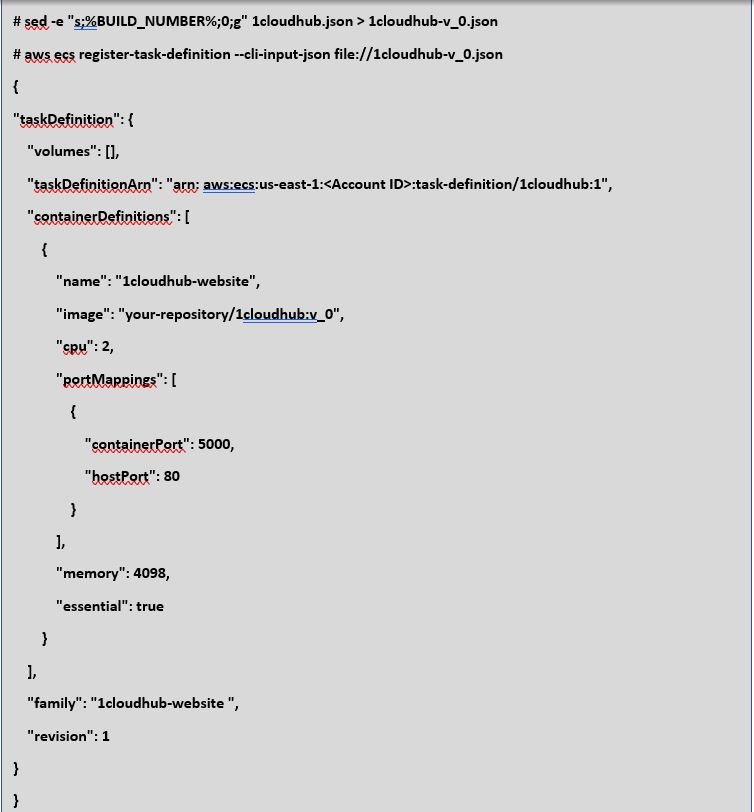 # sed -e "s;%BUILD_NUMBER%;0;g" 1cloudhub.json > 1cloudhub-v_0.json
# aws ecs register-task-definition --cli-input-json file://1cloudhub-v_0.json
{
"taskDefinition": {
"volumes": [],
"taskDefinitionArn": "arn: aws:ecs:us-east-1:<Account ID>:task-definition/1cloudhub:1",
"containerDefinitions": [
{
"name": "1cloudhub-website",
"image": "your-repository/1cloudhub:v_0",
"cpu": 2,
"portMappings": [
{
"containerPort": 5000,
"hostPort": 80
}
],
"memory": 4098,
"essential": true
}
],
"family": "1cloudhub-website ",
"revision": 1
}
}